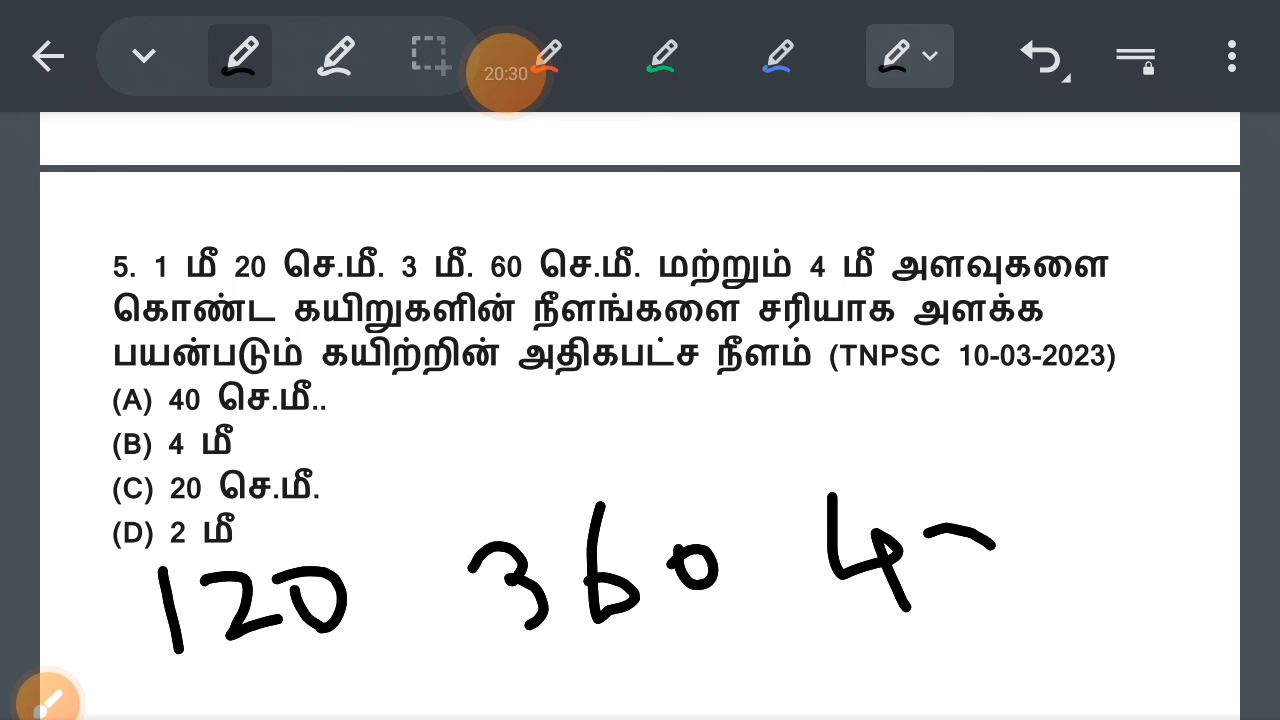 20:30
5. 1 மீ 20 செ.மீ. 3 மீ. 60 செ.மீ. மற்றும் 4 மீ அளவுகளை
கொண்ட கயிறுகளின் நீளங்களை சரியாக அளக்க
பயன்படும் கயிற்றின் அதிகபட்ச நீளம் (TNPSC 10-03-2023)
(A) 40 செ.மீ..
(B) 4 மீ
(C) 20 செ.மீ.
(D) 2 மீ
120 360 4